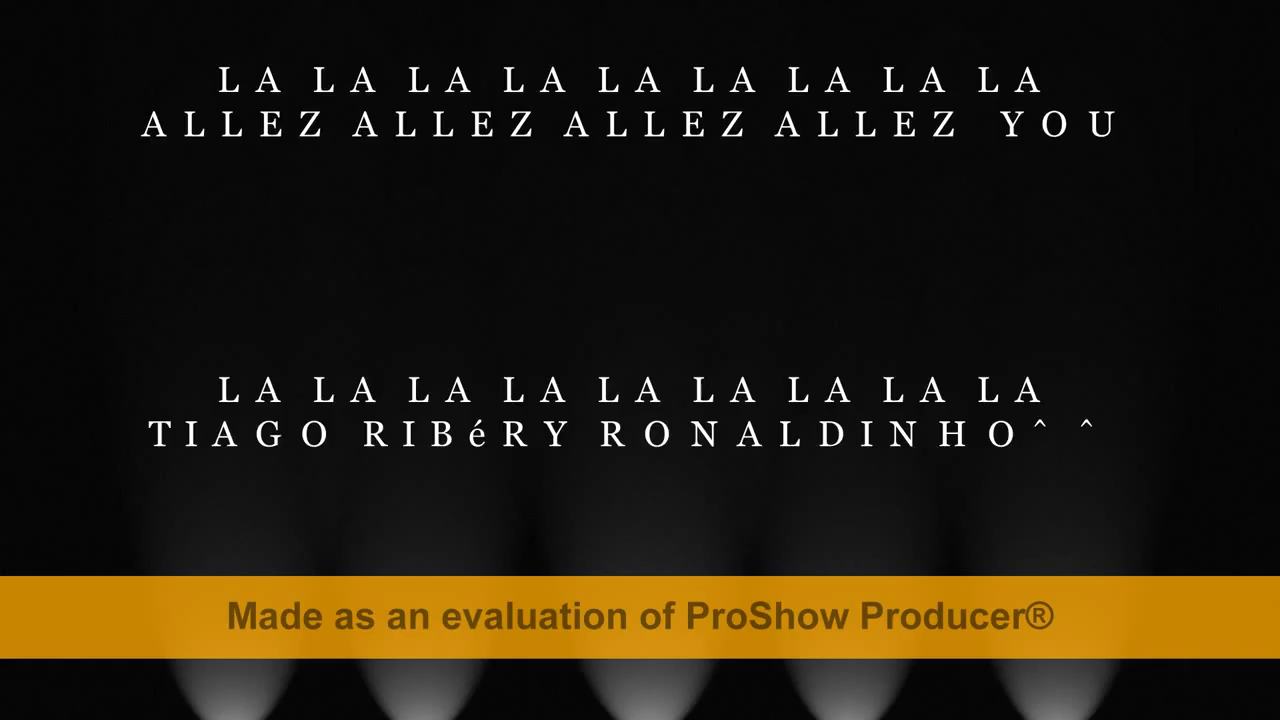 LA LA LA LA LA LA LA LA LA
ALLEZ ALLEZ ALLEZ ALLEZ YOU
LA LA LA LA LA LA LA LA LA
TIAGO RIBéRY RONALDINHO^ ^
Made as an evaluation of ProShow Producer®